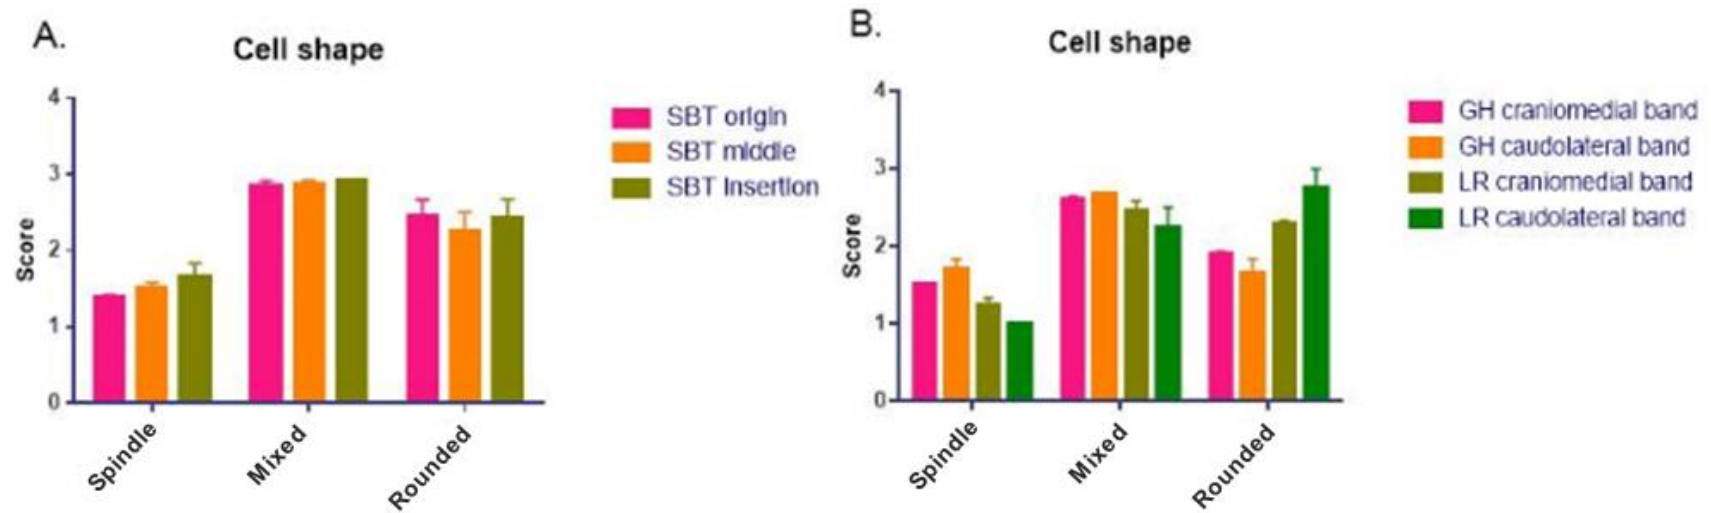 A.
Cell shape
4
3
2
1
0
Score
Spindle
Mixed
Rounded
SBT origin
SBT middle
SBT Insertion
B.
Cell shape
4
3
2
1
0
Score
Spindle
Mixed
Rounded
GH craniomedial band
GH caudolateral band
LR craniomedial band
LR caudolateral band